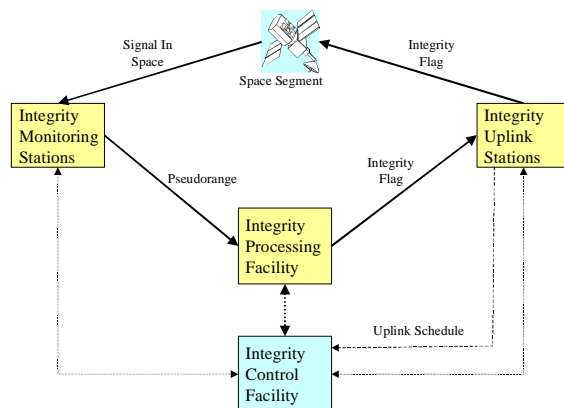 Signal In
Space
Integrity
Flag
Space Segment
Integrity
Monitoring
Stations
Integrity
Uplink
Stations
Pseudorange
Integrity
Flag
Integrity
Processing
Facility
Uplink Schedule
Integrity
Control
Facility